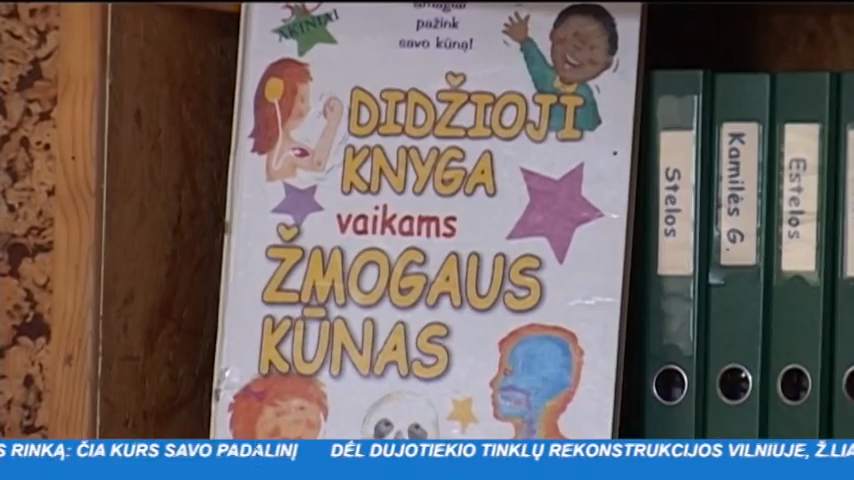 AKINIAI
pažink
savo kūną!
DIDŽIOJI
KNYGA
vaikams
ŽMOGAUS
KŪNAS
Stelos
Kamilės G.
Estelos
RINKĄ: ČIA KURS SAVO PADALINĮ DĖL DUJOTIEKIO TINKLŲ REKONSTRUKCIJOS VILNIUJE, Ž.LIA